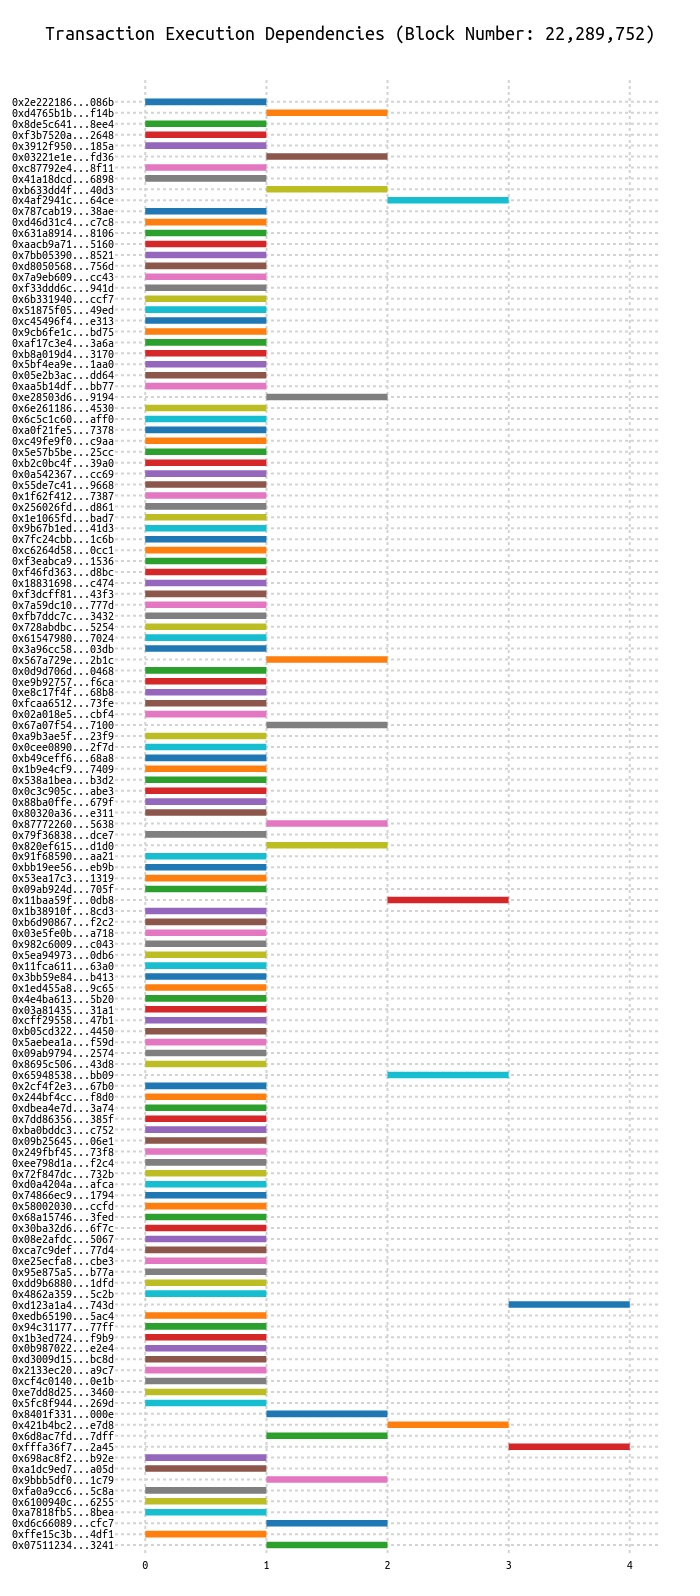 Transaction Execution Dependencies (Block Number: 22,289,752)
0x2e222186...086b
0xd4765b1b...f14b
0x8de5c641...8ee4
0xf3b7520a...2648
0x3912f950...185a
0x03221e1e...fd36
0xc87792e4...8f11
0x41a18dcd...6898
0xb633dd4f...40d3
0x4af2941c...64ce
0x787cab19...38ae
0xd46d31c4...c7c8
0x631a8914...8106
0xaacb9a71...5160
0x7bb05390...8521
0xd8050568...756d
0x7a9eb609...cc43
0xf33ddd6c...941d
0x6b331940...ccf7
0x51875f05...49ed
0xc45496f4...e313
0x9cb6fe1c...bd75
0xaf17c3e4...3a6a
0xb8a019d4...3170
0x5bf4ea9e...1aa0
0x05e2b3ac...dd64
0xaa5b14df...bb77
0xe28503d6...9194
0x6e261186...4530
0x6c5c1c60...aff0
0xa0f21fe5...7378
0xc49fe9f0...c9aa
0x5e57b5be...25cc
0xb2c0bc4f...39a0
0x0a542367...cc69
0x55de7c41...9668
0x1f62f412...7387
0x256026fd...d861
0x1e1065fd...bad7
0x9b67b1ed...41d3
0x7fc24cbb...1c6b
0xc6264d58...0cc1
0xf3eabca9...1536
0xf46fd363...d8bc
0x18831698...c474
0xf3dcff81...43f3
0x7a59dc10...777d
0xfb7ddc7c...3432
0x728abdbc...5254
0x61547980...7024
0x3a96cc58...03db
0x567a729e...2b1c
0x0d9d706d...0468
0xe9b92757...f6ca
0xe8c17f4f...68b8
0xfcaa6512...73fe
0x02a018e5...cbf4
0x67a07f54...7100
0xa9b3ae5f...23f9
0x0cee0890...2f7d
0xb49ceff6...68a8
0x1b9e4cf9...7409
0x538a1bea...b3d2
0x0c3c905c...abe3
0x88ba0ffe...679f
0x80320a36...e311
0x87772260...5638
0x79f36838...dce7
0x820ef615...d1d0
0x91f68590...aa21
0xbb19ee56...eb9b
0x53ea17c3...1319
0x09ab924d...705f
0x11baa59f...0db8
0x1b38910f...8cd3
0xb6d90867...f2c2
0x03e5fe0b...a718
0x982c6009...c043
0x5ea94973...0db6
0x11fca611...63a0
0x3bb59e84...b413
0x1ed455a8...9c65
0x4e4ba613...5b20
0x03a81435...31a1
0xcff29558...47b1
0xb05cd322...4450
0x5aebea1a...f59d
0x09ab9794...2574
0x8695c506...43d8
0x65948538...bb09
0x2cf4f2e3...67b0
0x244bf4cc...f8d0
0xdbea4e7d...3a74
0x7dd86356...385f
0xba0bddc3...c752
0x09b25645...06e1
0x249fbf45...73f8
0xee798d1a...f2c4
0x72f847dc...732b
0xd0a4204a...afca
0x74866ec9...1794
0x58002030...ccfd
0x68a15746...3fed
0x30ba32d6...6f7c
0x08e2afdc...5067
0xca7c9def...77d4
0xe25ecfa8...cbe3
0x95e875a5...b77a
0xdd9b6880...1dfd
0x4862a359...5c2b
0xd123a1a4...743d
0xedb65190...5ac4
0x94c31177...77ff
0x1b3ed724...f9b9
0x0b987022...e2e4
0xd3009d15...bc8d
0x2133ec20...a9c7
0xcf4c0140...0e1b
0xe7dd8d25...3460
0x5fc8f944...269d
0x8401f331...000e
0x421b4bc2...e7d8
0x6d8ac7fd...7dff
0xfffa36f7...2a45
0x698ac8f2...b92e
0xa1dc9ed7...a05d
0x9bbb5df0...1c79
0xfa0a9cc6...5c8a
0x6100940c...6255
0xa7818fb5...8bea
0xd6c66089...cfc7
0xffe15c3b...4df1
0x07511234...3241
0 1 2 3 4